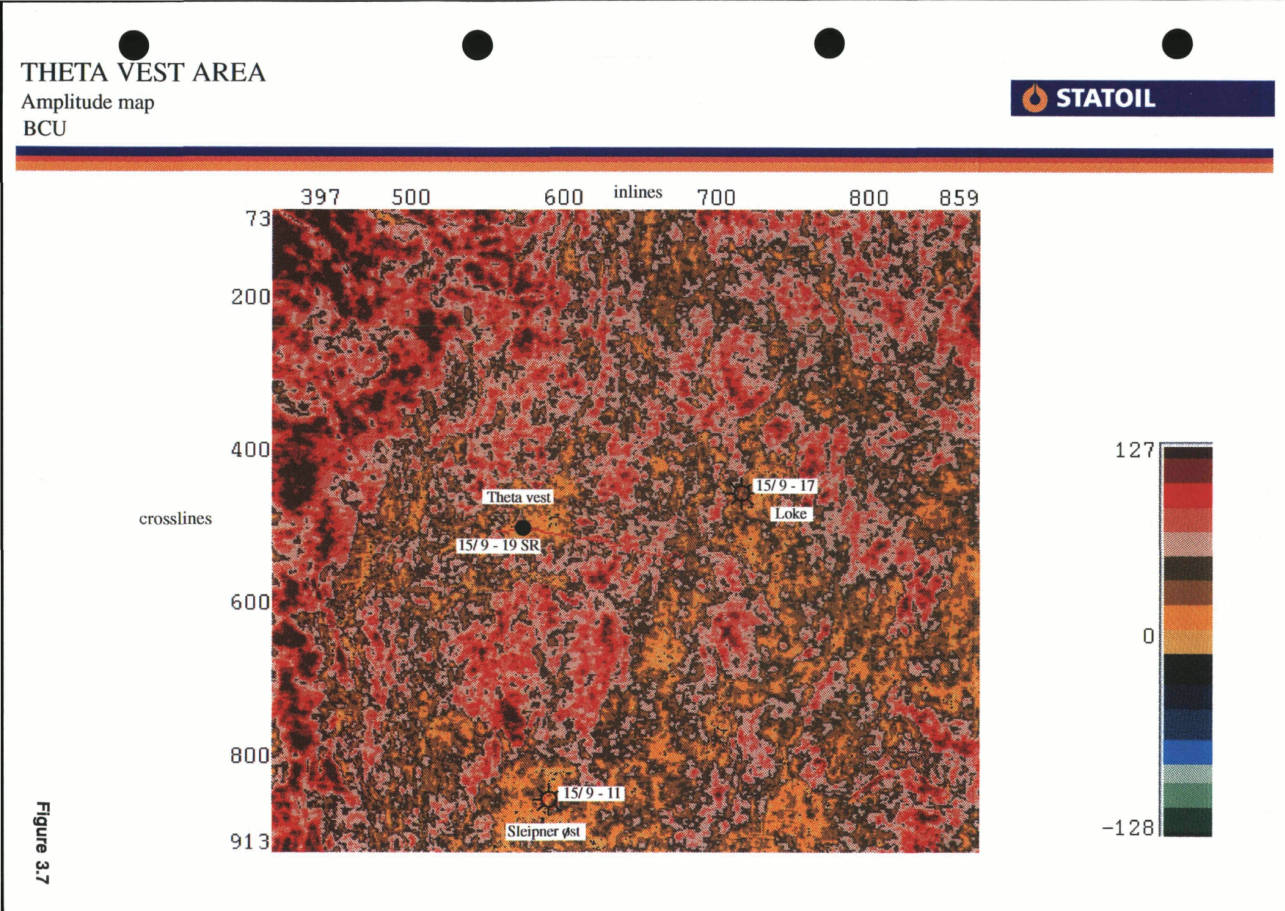 THETA VEST AREA
Amplitude map
BCU
STATOIL
397 500 600 inlines 700 800 859
73
200
400
crosslines
600
800
913
Theta vest
15/9 - 19 SR
15/9 - 17
Loke
15/9 - 11
Sleipner øst
127
0
-128
Figure 3.7